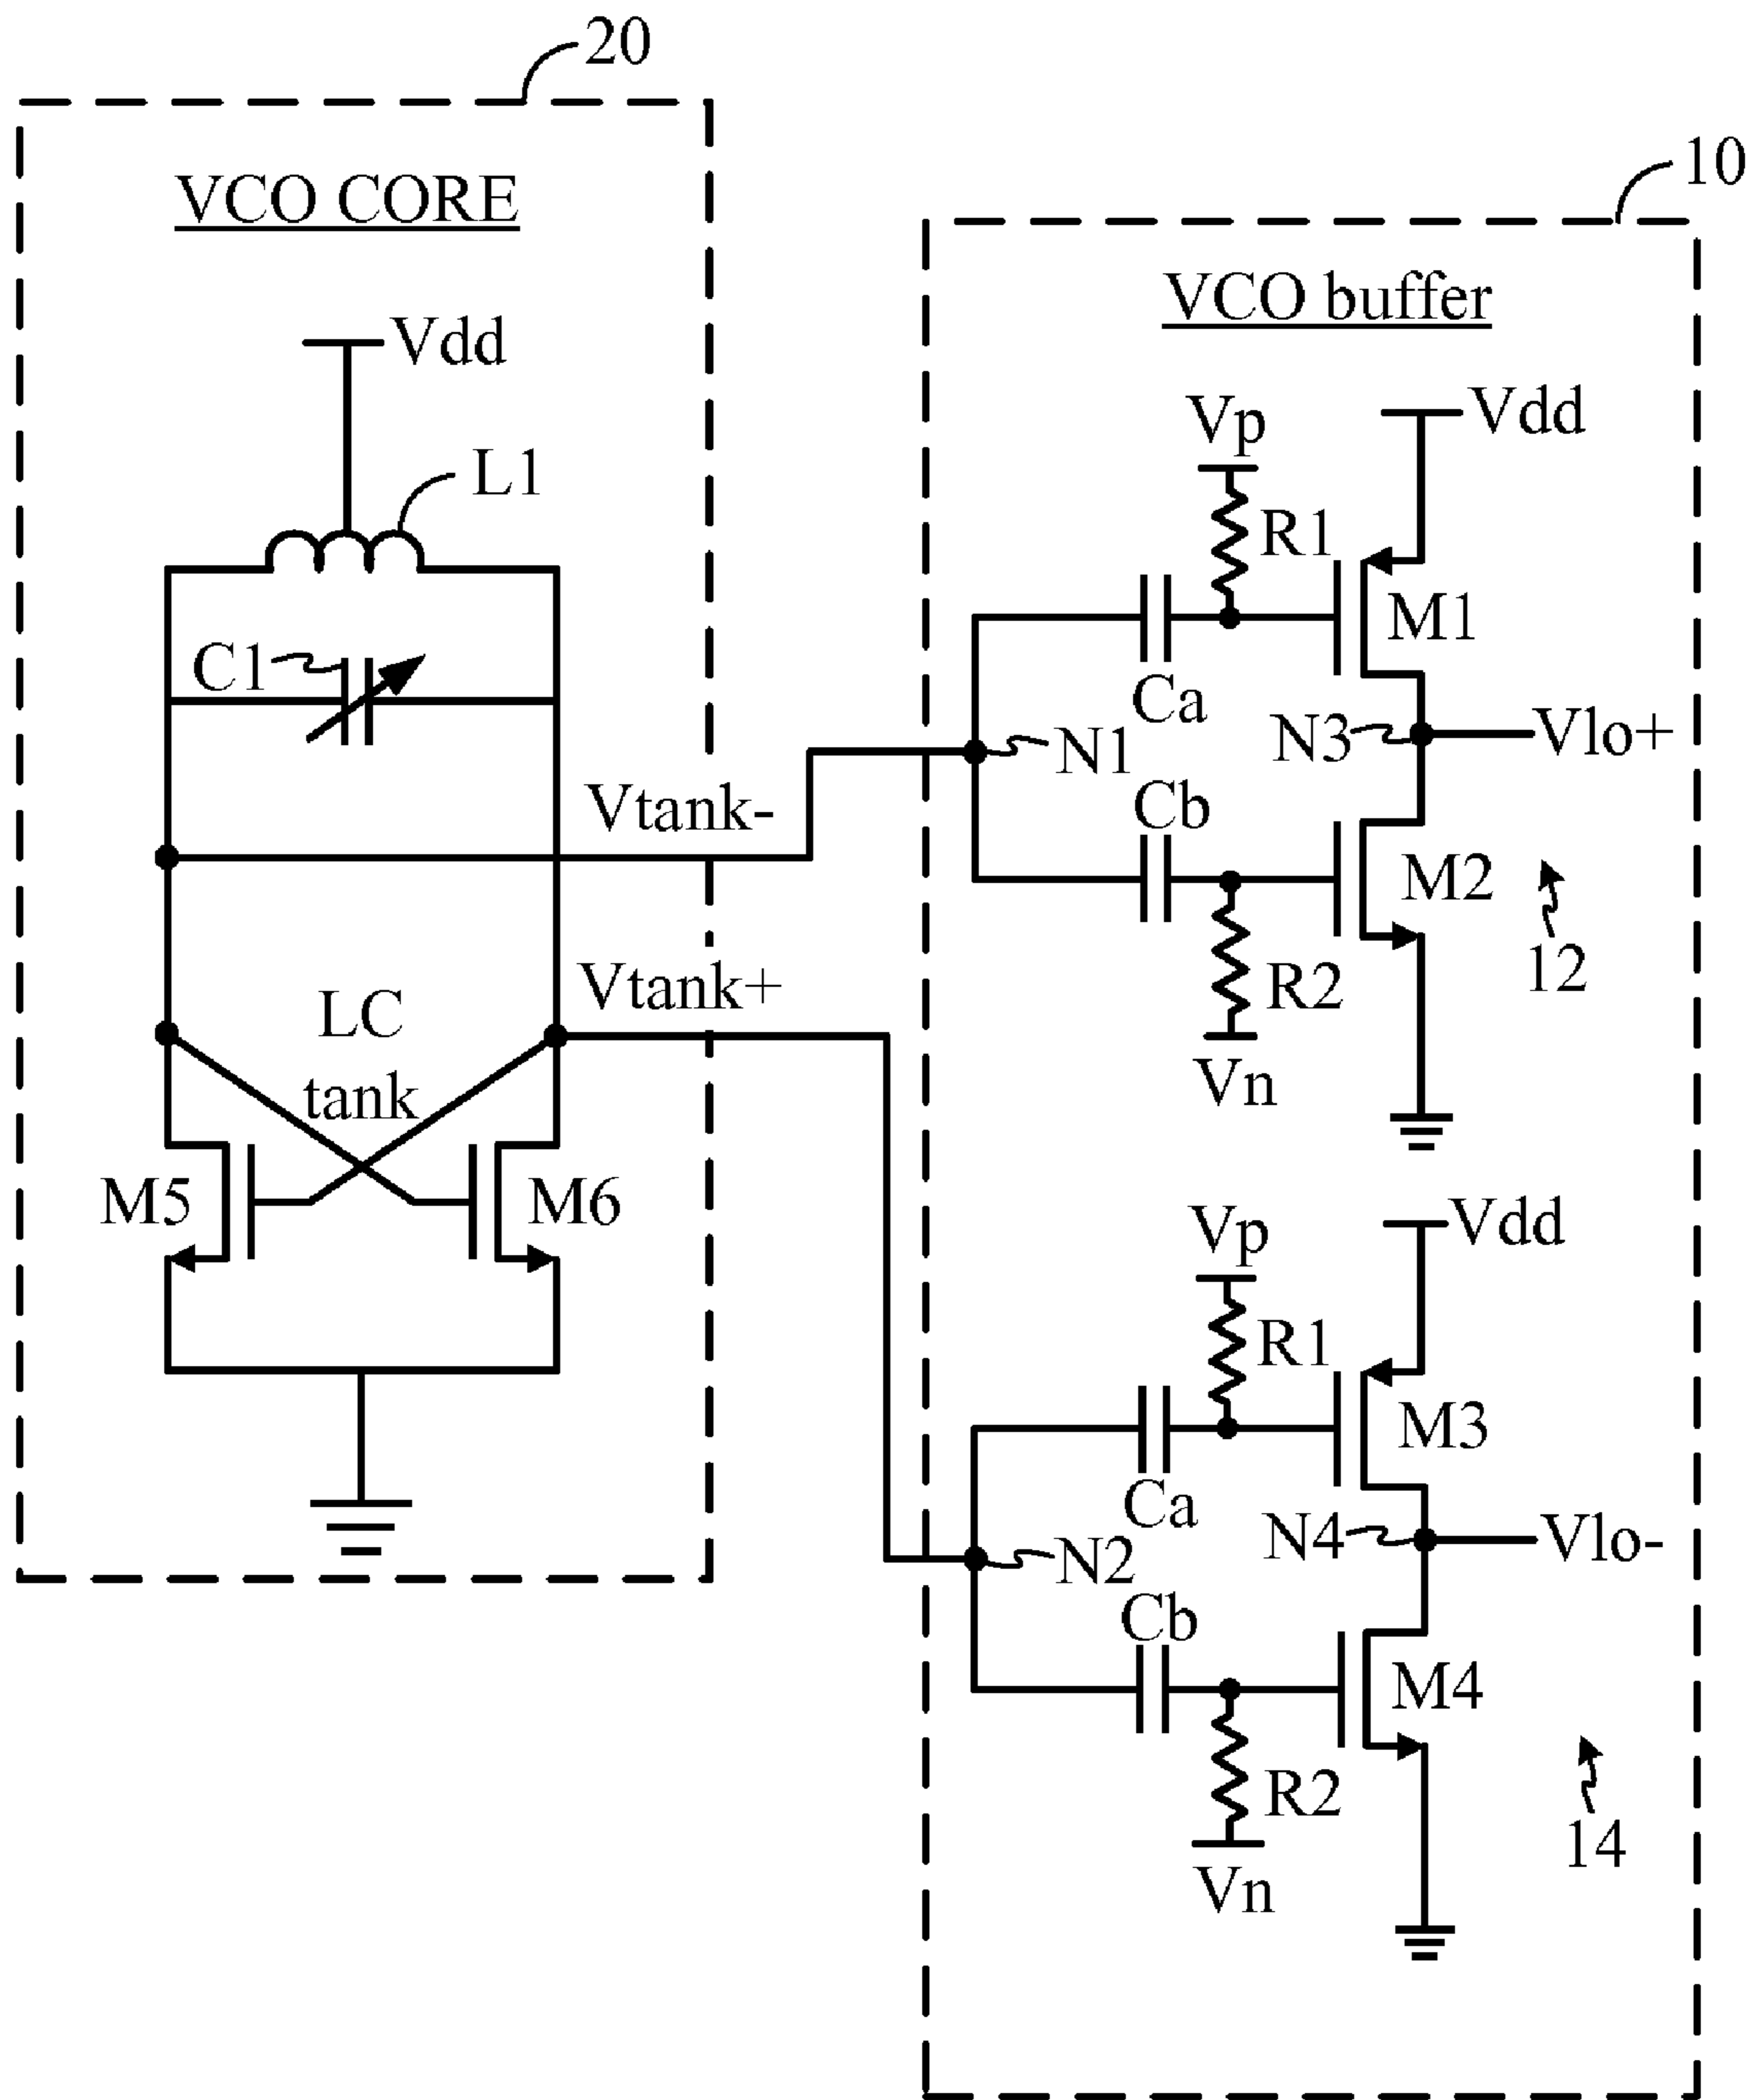 20
VCO CORE
Vdd
L1
C1
Vtank-
Vtank+
LC
tank
M5
M6
10
VCO buffer
Vp
Vdd
R1
M1
Ca
N1
N3
Vlo+
Cb
M2
R2
12
Vn
Vp
Vdd
R1
M3
Ca
N2
N4
Vlo-
Cb
M4
R2
14
Vn